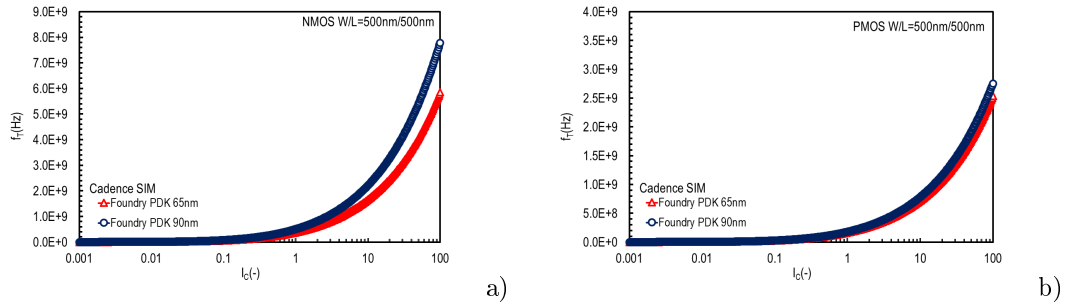 NMOS W/L=500nm/500nm
9.0E+9
8.0E+9
7.0E+9
6.0E+9
5.0E+9
4.0E+9
3.0E+9
2.0E+9
1.0E+9
0.0E+0
fT(Hz)
Cadence SIM
Foundry PDK 65nm
Foundry PDK 90nm
0.001 0.01 0.1 1 10 100
IC(-)
a)
PMOS W/L=500nm/500nm
4.0E+9
3.5E+9
3.0E+9
2.5E+9
2.0E+9
1.5E+9
1.0E+9
5.0E+8
0.0E+0
fT(Hz)
Cadence SIM
Foundry PDK 65nm
Foundry PDK 90nm
0.001 0.01 0.1 1 10 100
IC(-)
b)